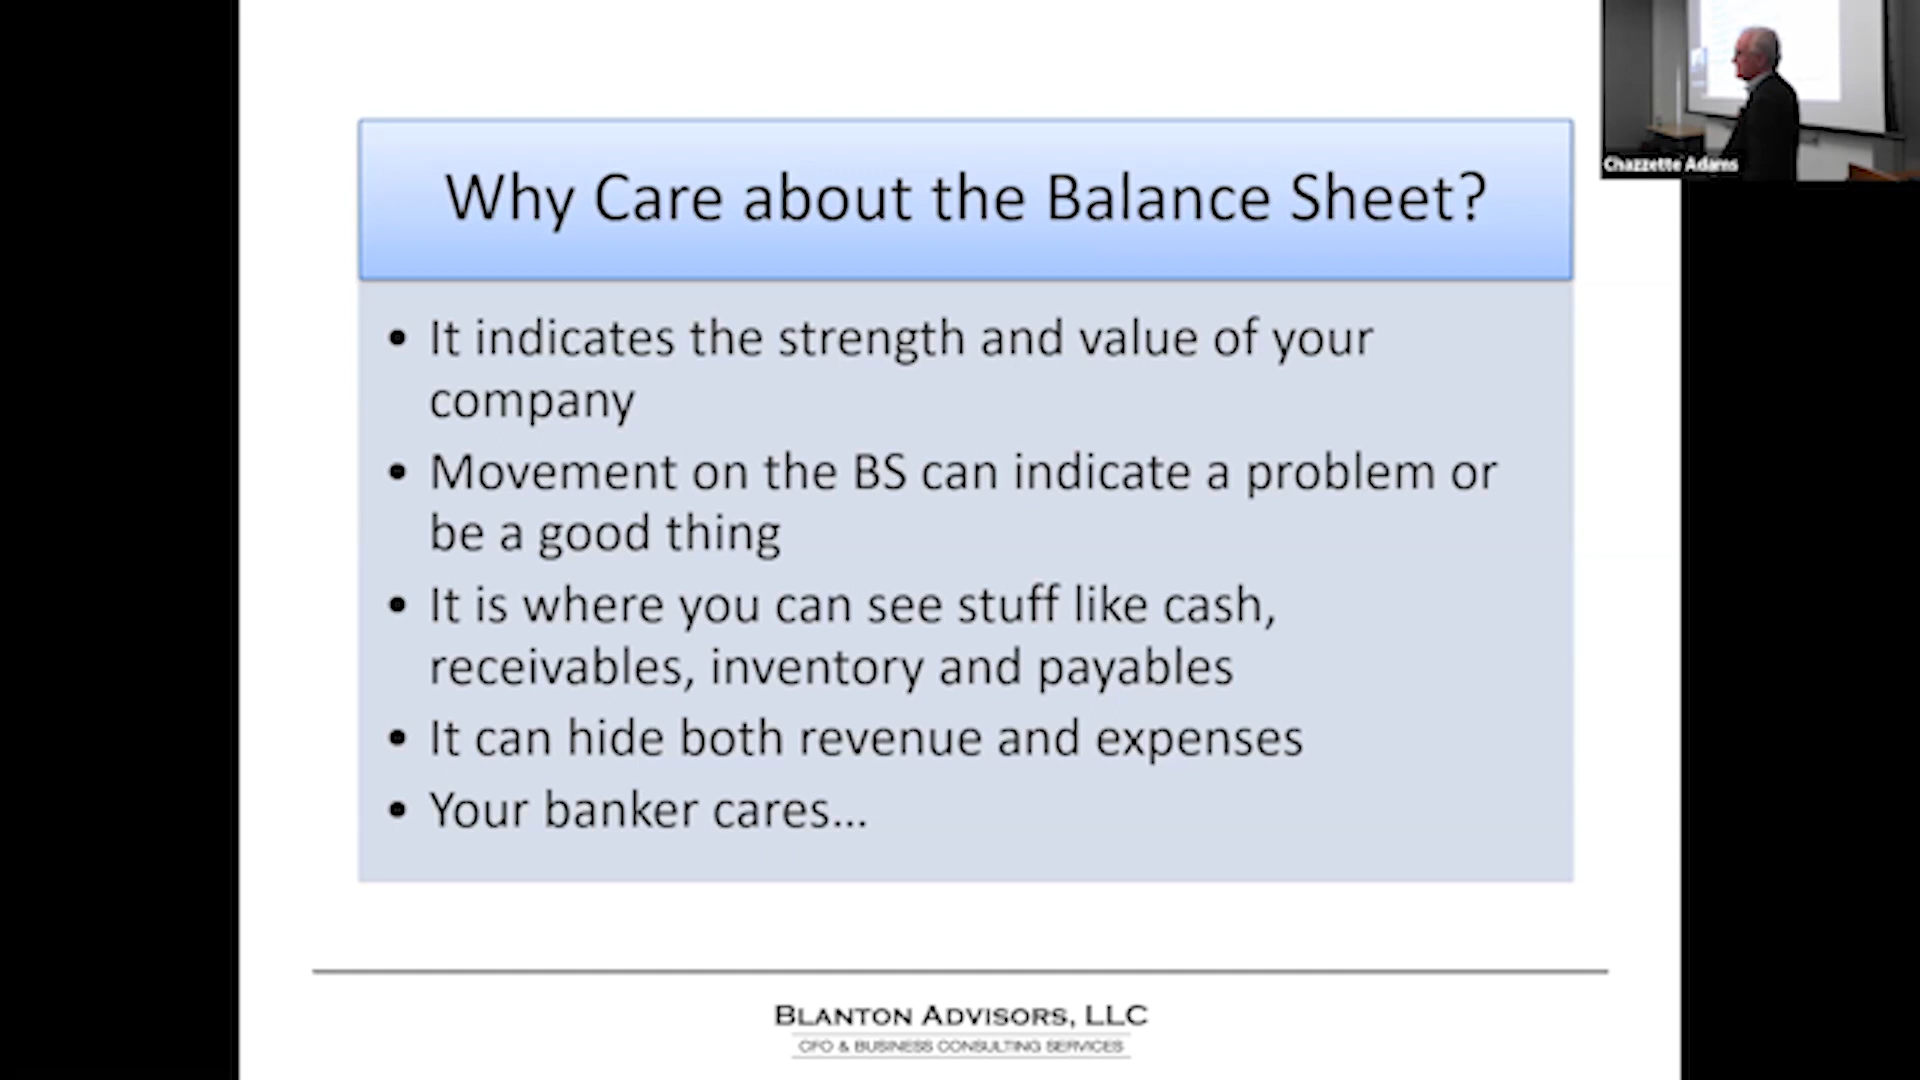 Why Care about the Balance Sheet?
• It indicates the strength and value of your
company
• Movement on the BS can indicate a problem or
be a good thing
• It is where you can see stuff like cash,
receivables, inventory and payables
• It can hide both revenue and expenses
• Your banker cares...
Chazzette Adams
BLANTON ADVISORS, LLC
CFO & BUSINESS CONSULTING SERVICES